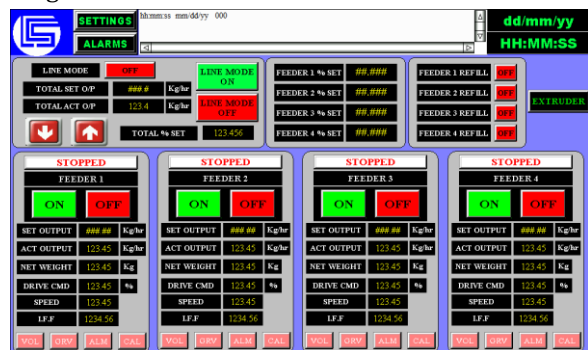 SETTINGS
hh:mm:ss mm/dd/yy 000
dd/mm/yy
ALARMS
HH:MM:SS
LINE MODE OFF LINE MODE ON
TOTAL SET O/P ###.# Kg/hr
TOTAL ACT O/P 123.4 Kg/hr LINE MODE OFF
TOTAL % SET 123.456
FEEDER 1 % SET ##.###
FEEDER 2 % SET ##.###
FEEDER 3 % SET ##.###
FEEDER 4 % SET ##.###
FEEDER 1 REFILL OFF
FEEDER 2 REFILL OFF
FEEDER 3 REFILL OFF
FEEDER 4 REFILL OFF
EXTRUDER
STOPPED
FEEDER 1
ON OFF
SET OUTPUT ###.## Kg/hr
ACT OUTPUT 123.45 Kg/hr
NET WEIGHT 123.45 Kg
DRIVE CMD 123.45 %
SPEED 123.45
I.F.F 1234.56
VOL GRV ALM CAL
STOPPED
FEEDER 2
ON OFF
SET OUTPUT ###.## Kg/hr
ACT OUTPUT 123.45 Kg/hr
NET WEIGHT 123.45 Kg
DRIVE CMD 123.45 %
SPEED 123.45
I.F.F 1234.56
VOL GRV ALM CAL
STOPPED
FEEDER 3
ON OFF
SET OUTPUT ###.## Kg/hr
ACT OUTPUT 123.45 Kg/hr
NET WEIGHT 123.45 Kg
DRIVE CMD 123.45 %
SPEED 123.45
I.F.F 1234.56
VOL GRV ALM CAL
STOPPED
FEEDER 4
ON OFF
SET OUTPUT ###.## Kg/hr
ACT OUTPUT 123.45 Kg/hr
NET WEIGHT 123.45 Kg
DRIVE CMD 123.45 %
SPEED 123.45
I.F.F 1234.56
VOL GRV ALM CAL